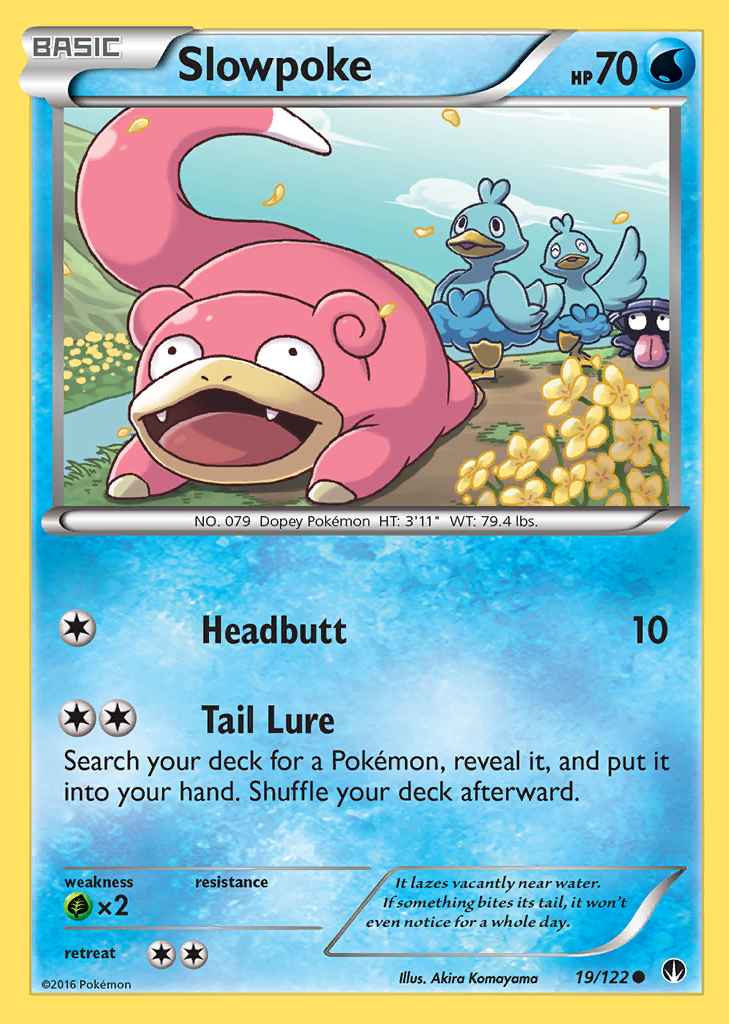 BASIC
Slowpoke
HP 70
NO. 079 Dopey Pokémon HT: 3'11" WT: 79.4 lbs.
Headbutt 10
Tail Lure
Search your deck for a Pokémon, reveal it, and put it
into your hand. Shuffle your deck afterward.
weakness resistance
×2
retreat
It lazes vacantly near water.
If something bites its tail, it won't
even notice for a whole day.
©2016 Pokémon
Illus. Akira Komayama
19/122